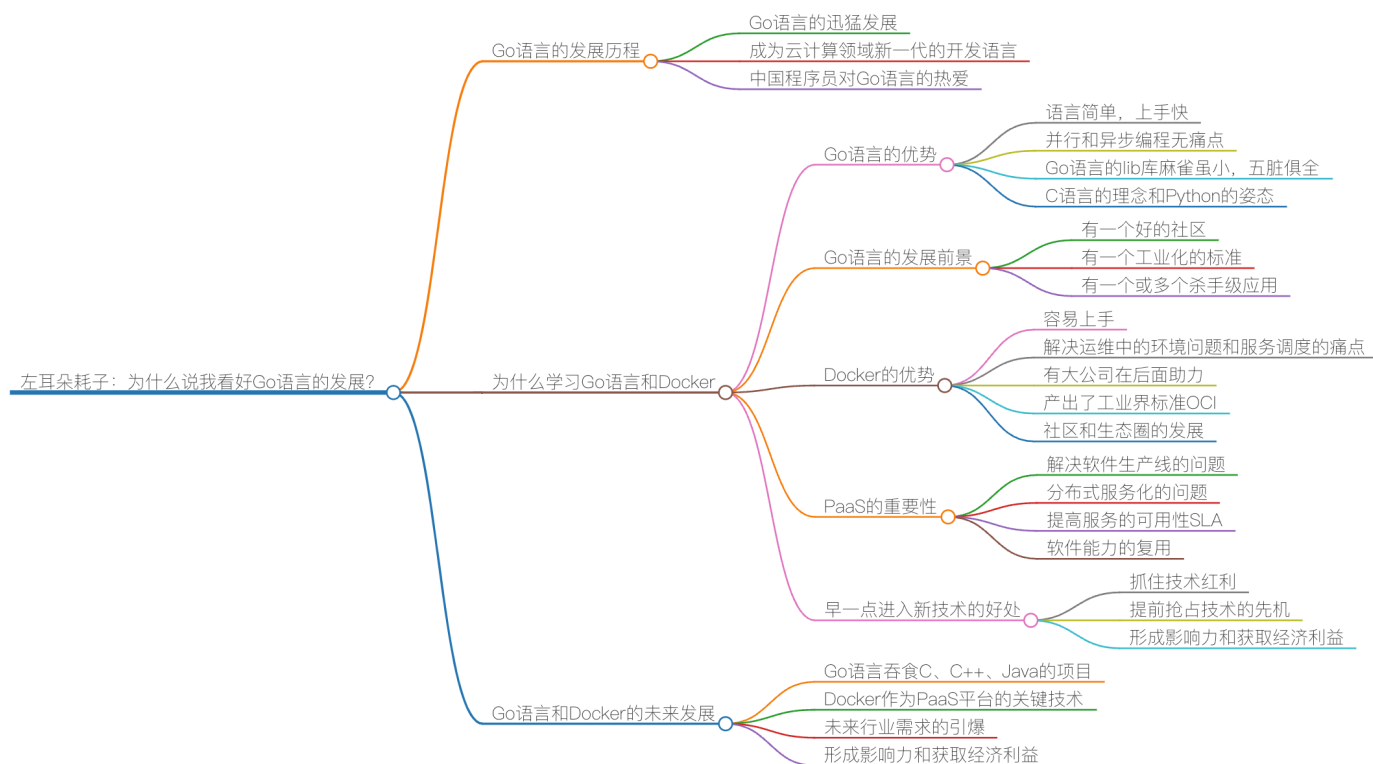 左耳朵耗子：为什么说我看好Go语言的发展？
Go语言的发展历程
Go语言的迅猛发展
成为云计算领域新一代的开发语言
中国程序员对Go语言的热爱
为什么学习Go语言和Docker
Go语言的优势
语言简单，上手快
并行和异步编程无痛点
Go语言的lib库麻雀虽小，五脏俱全
C语言的理念和Python的姿态
Go语言的发展前景
有一个好的社区
有一个工业化的标准
有一个或多个杀手级应用
Docker的优势
容易上手
解决运维中的环境问题和服务调度的痛点
有大公司在后面助力
产出了工业界标准OCI
社区和生态圈的发展
PaaS的重要性
解决软件生产线的问题
分布式服务化的问题
提高服务的可用性SLA
软件能力的复用
早一点进入新技术的好处
抓住技术红利
提前抢占技术的先机
形成影响力和获取经济利益
Go语言和Docker的未来发展
Go语言吞食C、C++、Java的项目
Docker作为PaaS平台的关键技术
未来行业需求的引爆
形成影响力和获取经济利益